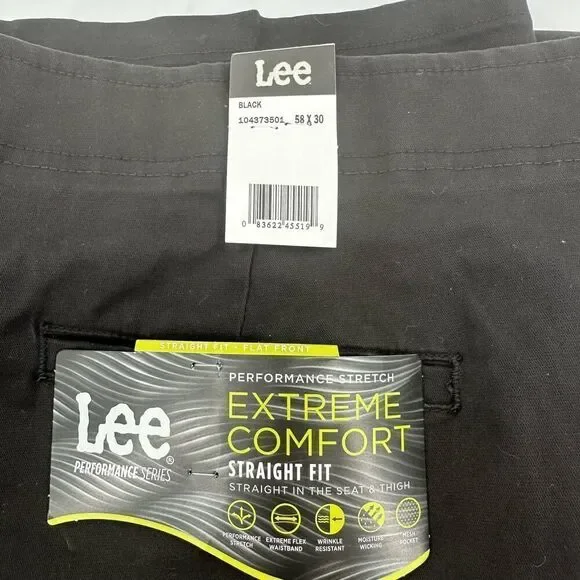 Lee
BLACK
104373501 58 X 30
0 83622 45519 9
STRAIGHT FIT • FLAT FRONT
PERFORMANCE STRETCH
EXTREME
COMFORT
STRAIGHT FIT
STRAIGHT IN THE SEAT & THIGH
Lee®
PERFORMANCE SERIES
PERFORMANCE STRETCH
EXTREME FLEX WAISTBAND
WRINKLE RESISTANT
MOISTURE WICKING
MESH POCKET